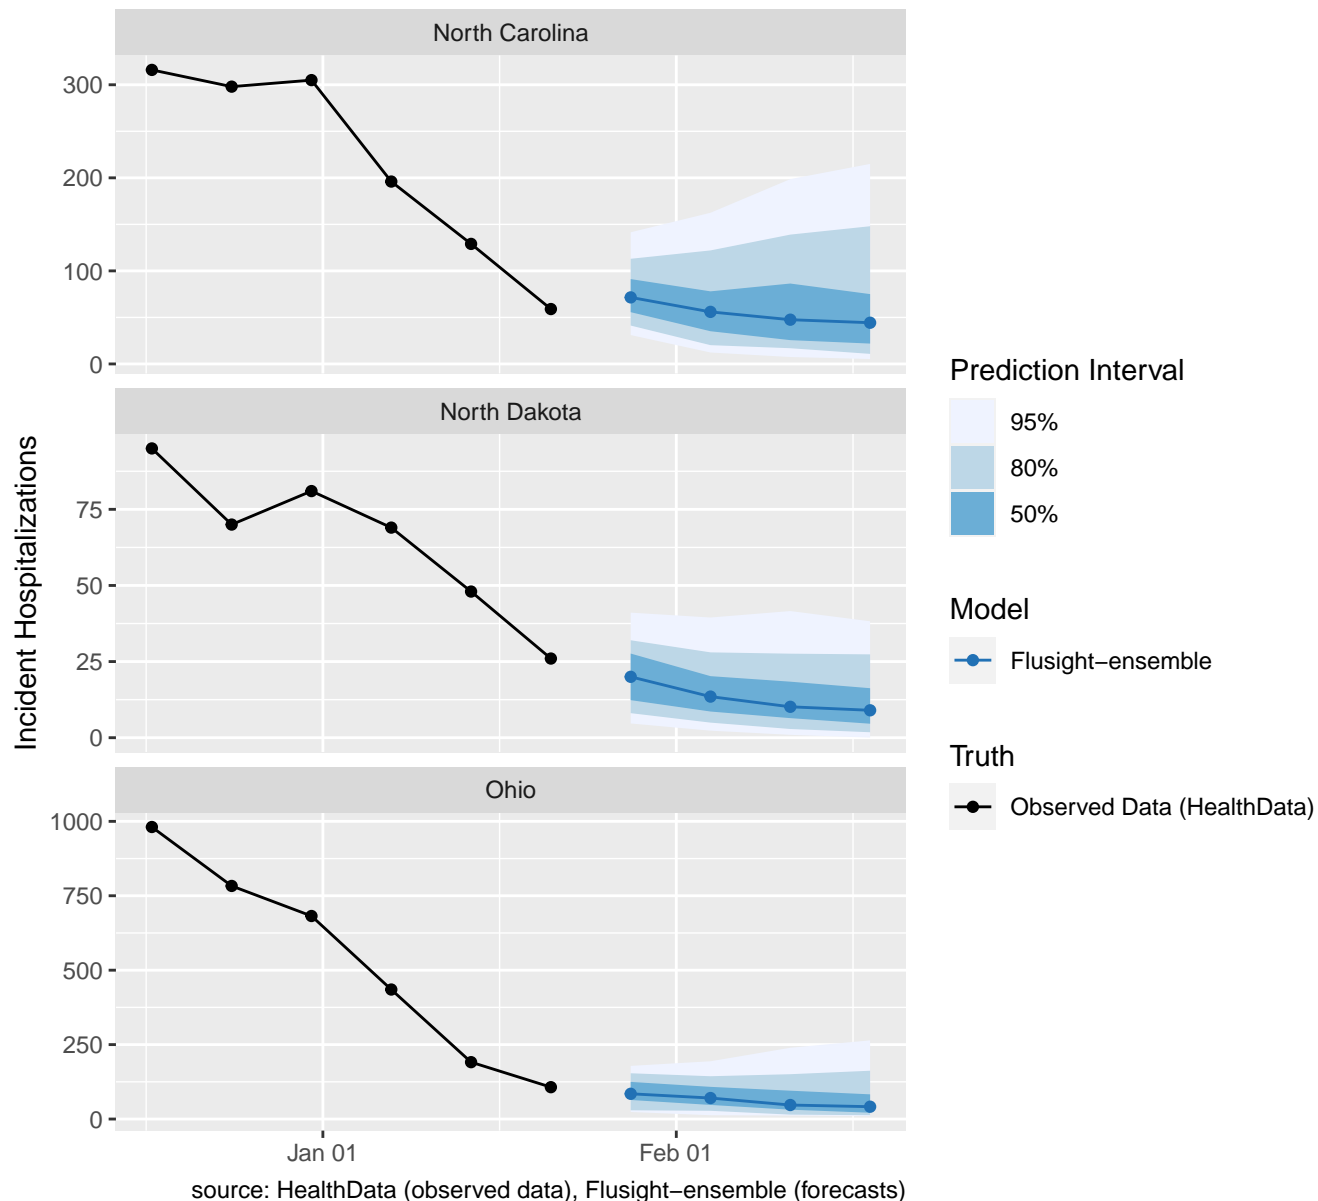 North Carolina
300
200
100
0
North Dakota
75
50
25
0
Ohio
1000
750
500
250
0
Jan 01
Feb 01
Incident Hospitalizations
source: HealthData (observed data), Flusight−ensemble (forecasts)
Prediction Interval
95%
80%
50%
Model
Flusight−ensemble
Truth
Observed Data (HealthData)